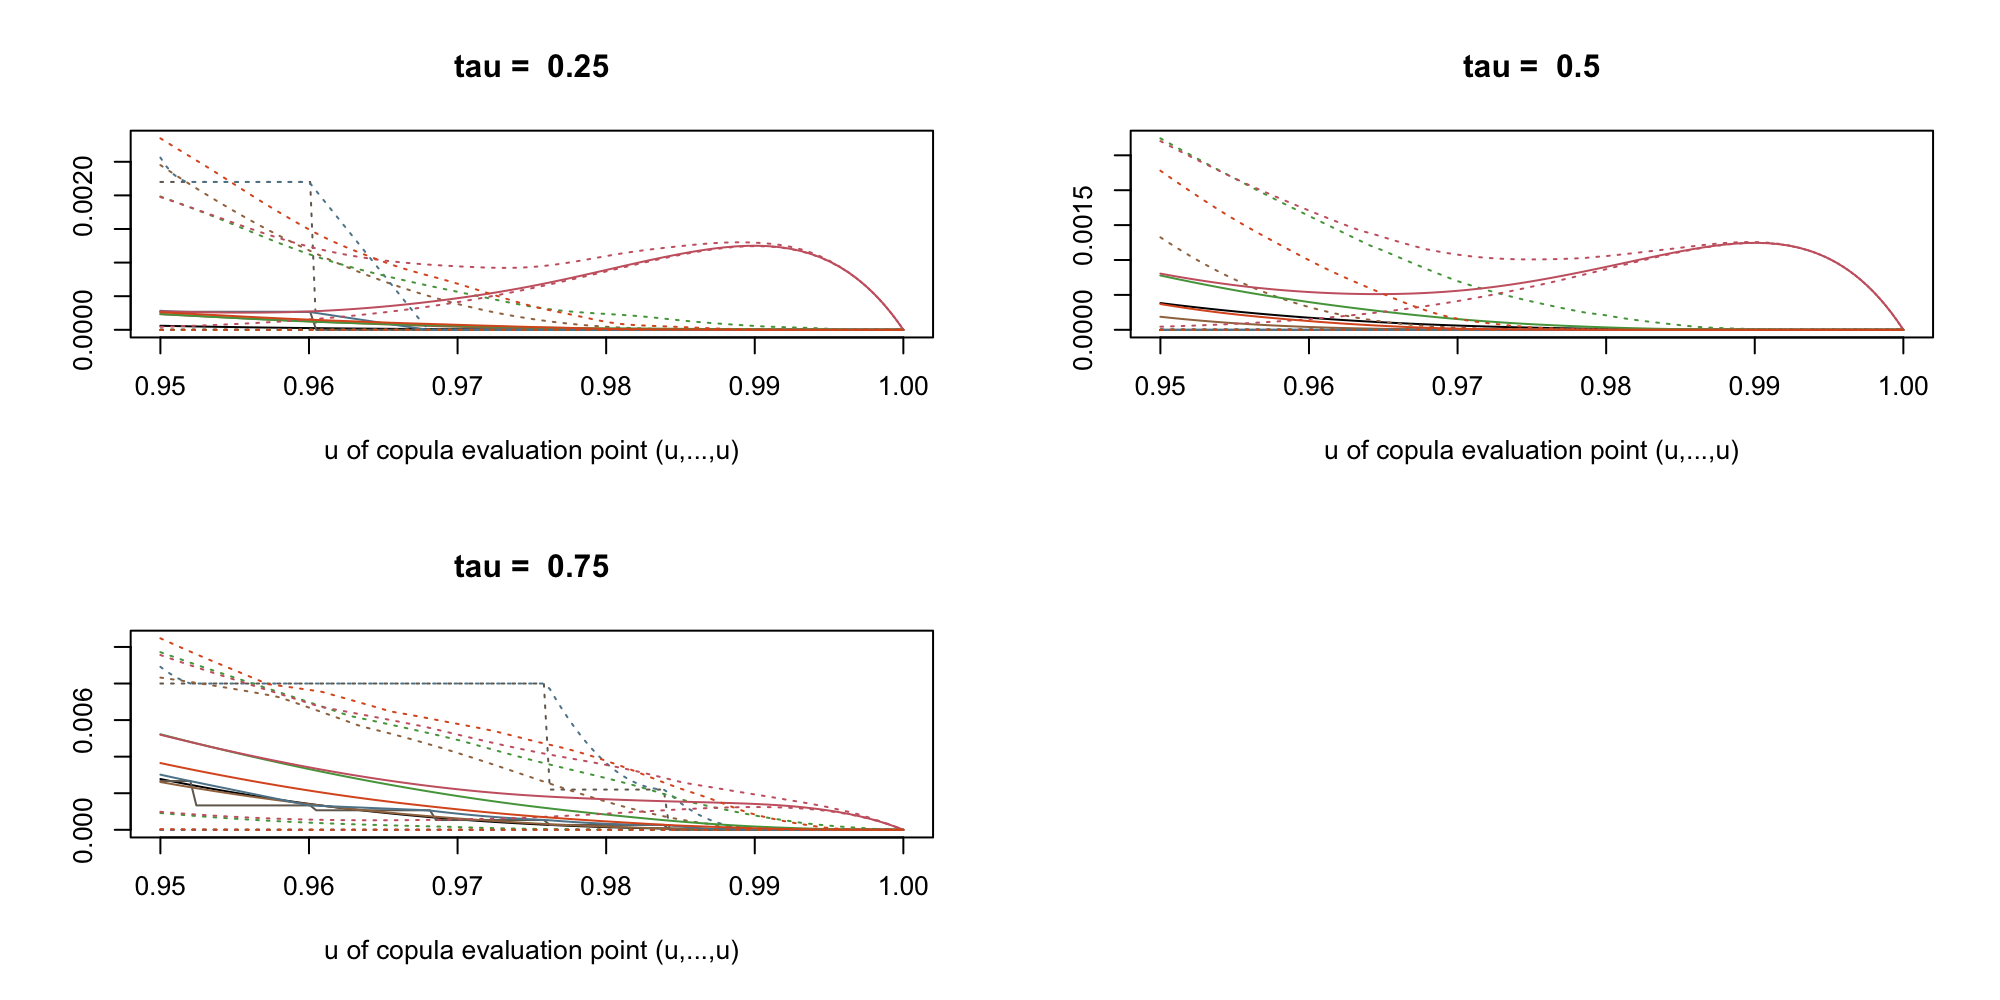 tau =  0.25
0.0020
0.0000
0.95 0.96 0.97 0.98 0.99 1.00
u of copula evaluation point (u,...,u)
tau =  0.5
0.0015
0.0000
0.95 0.96 0.97 0.98 0.99 1.00
u of copula evaluation point (u,...,u)
tau =  0.75
0.006
0.000
0.95 0.96 0.97 0.98 0.99 1.00
u of copula evaluation point (u,...,u)